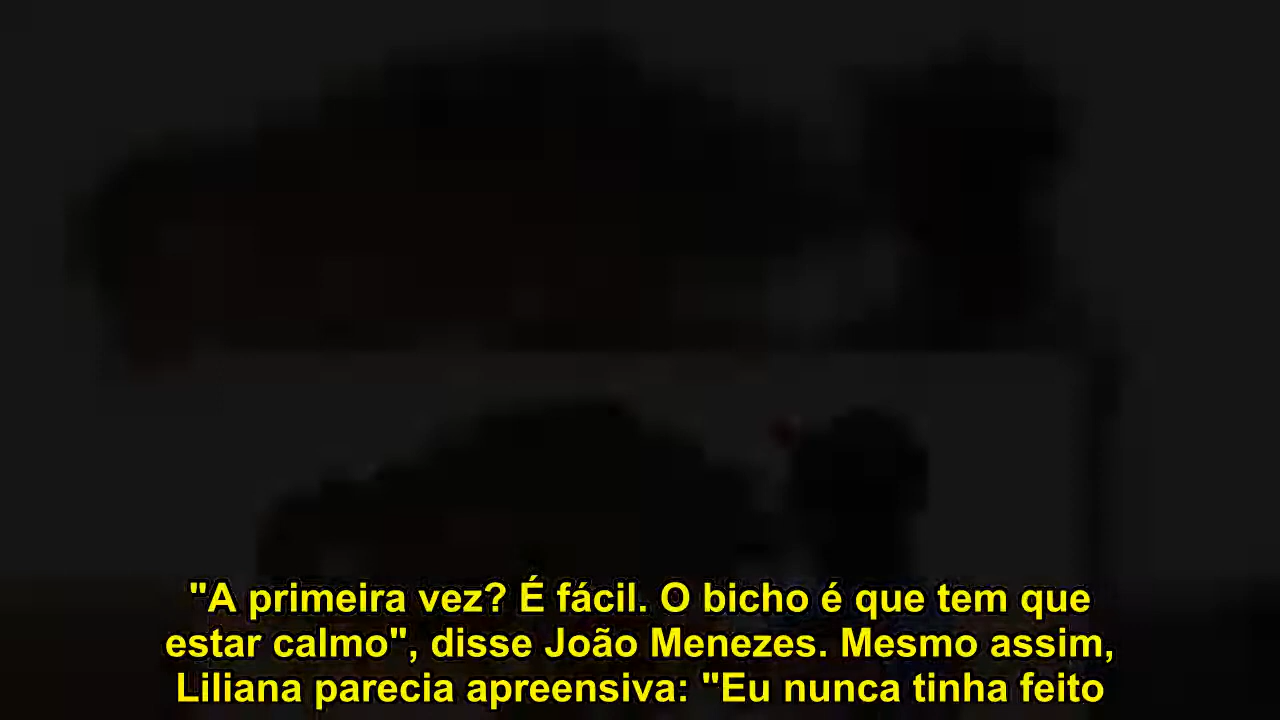 "A primeira vez? É fácil. O bicho é que tem que
estar calmo", disse João Menezes. Mesmo assim,
Liliana parecia apreensiva: "Eu nunca tinha feito